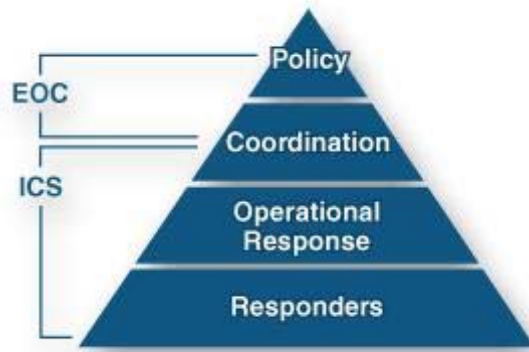 Policy
EOC
Coordination
ICS
Operational
Response
Responders